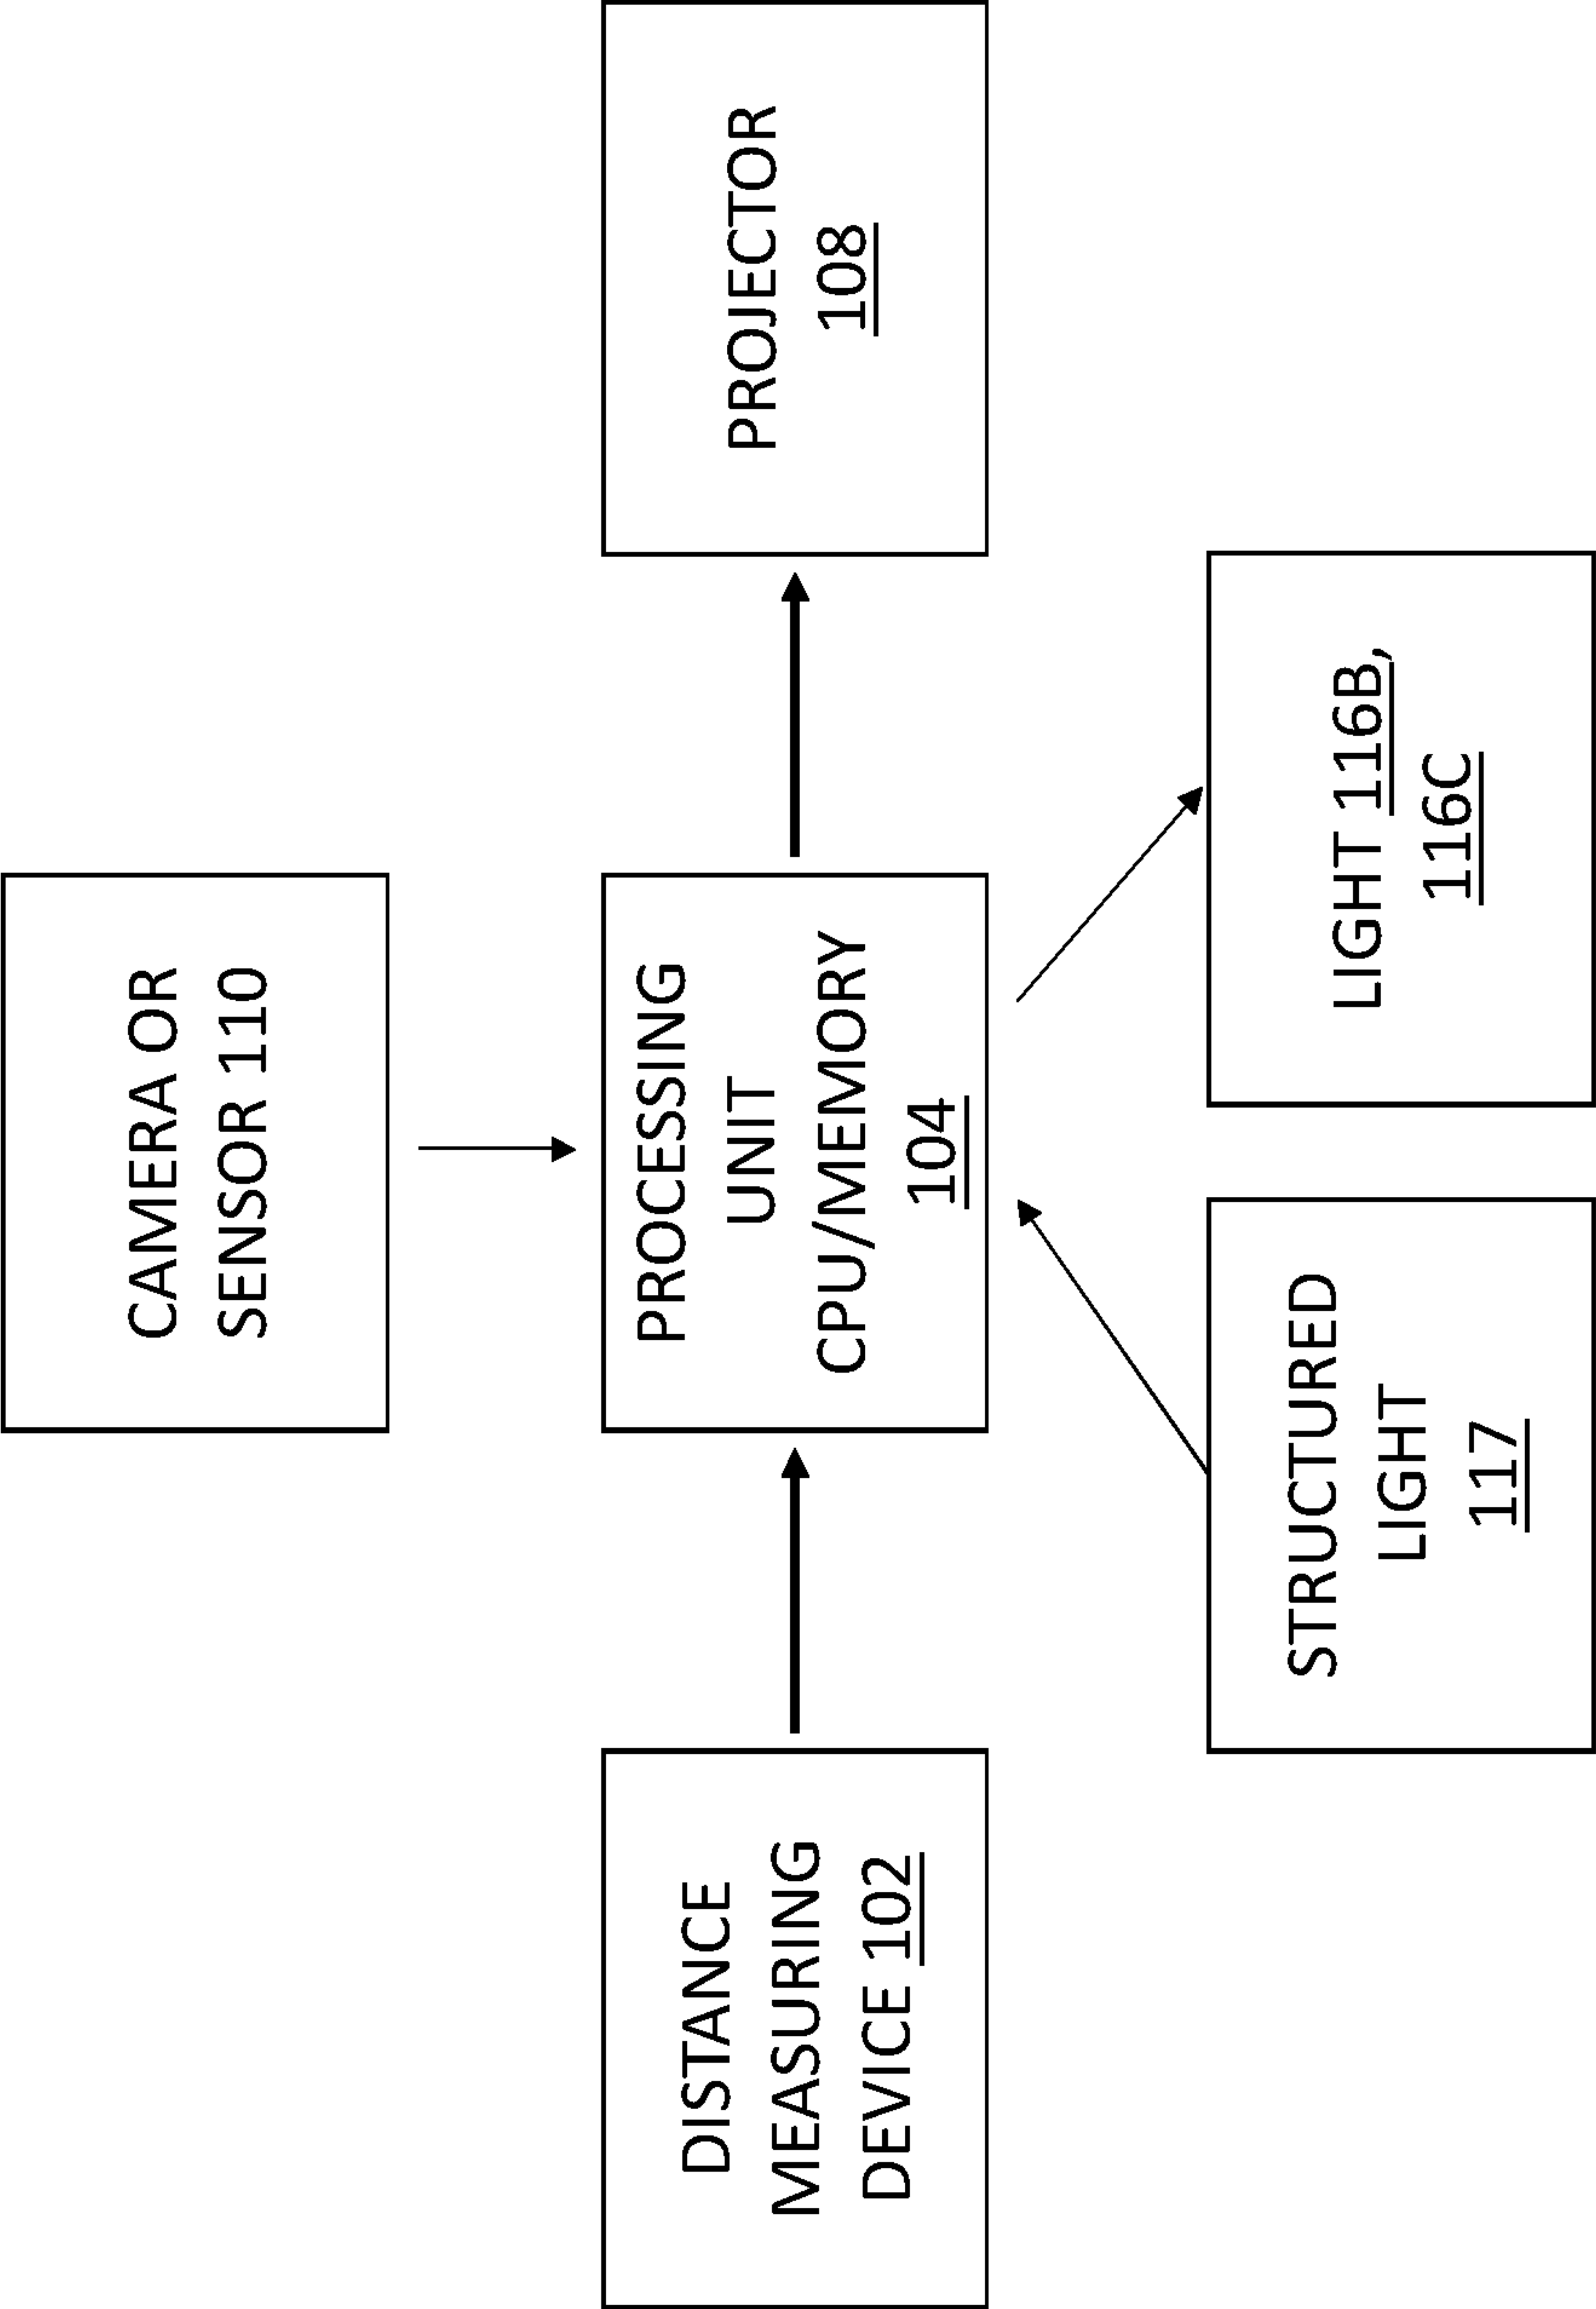 CAMERA OR
SENSOR 110
DISTANCE
MEASURING
DEVICE 102
PROCESSING
UNIT
CPU/MEMORY
104
PROJECTOR
108
STRUCTURED
LIGHT
117
LIGHT 116B,
116C